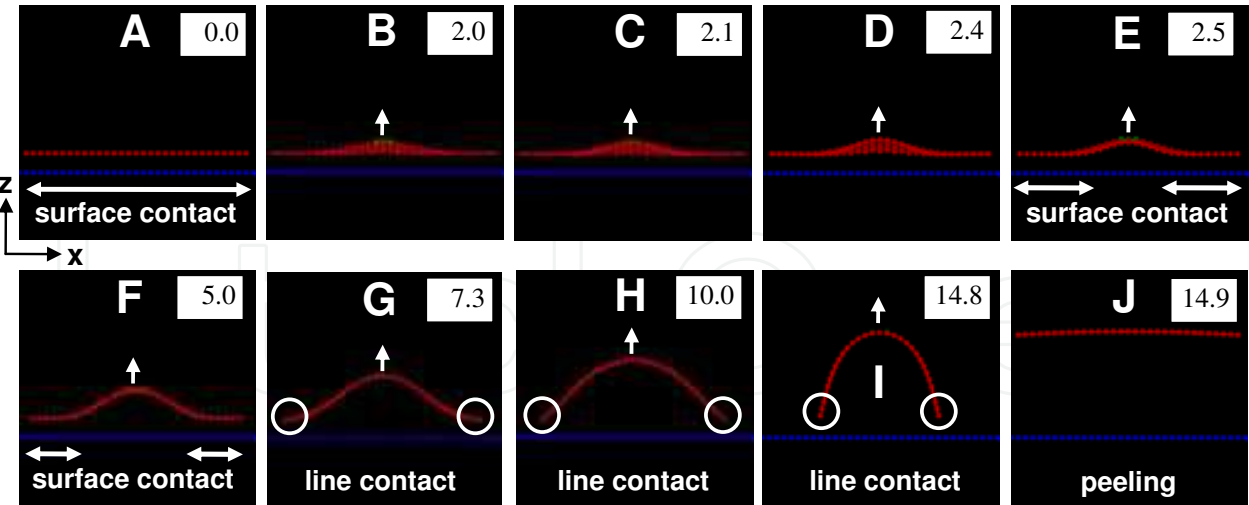 A 0.0
B 2.0
C 2.1
D 2.4
E 2.5
surface contact
surface contact
z
x
F 5.0
G 7.3
H 10.0
I 14.8
J 14.9
surface contact
line contact
line contact
line contact
peeling